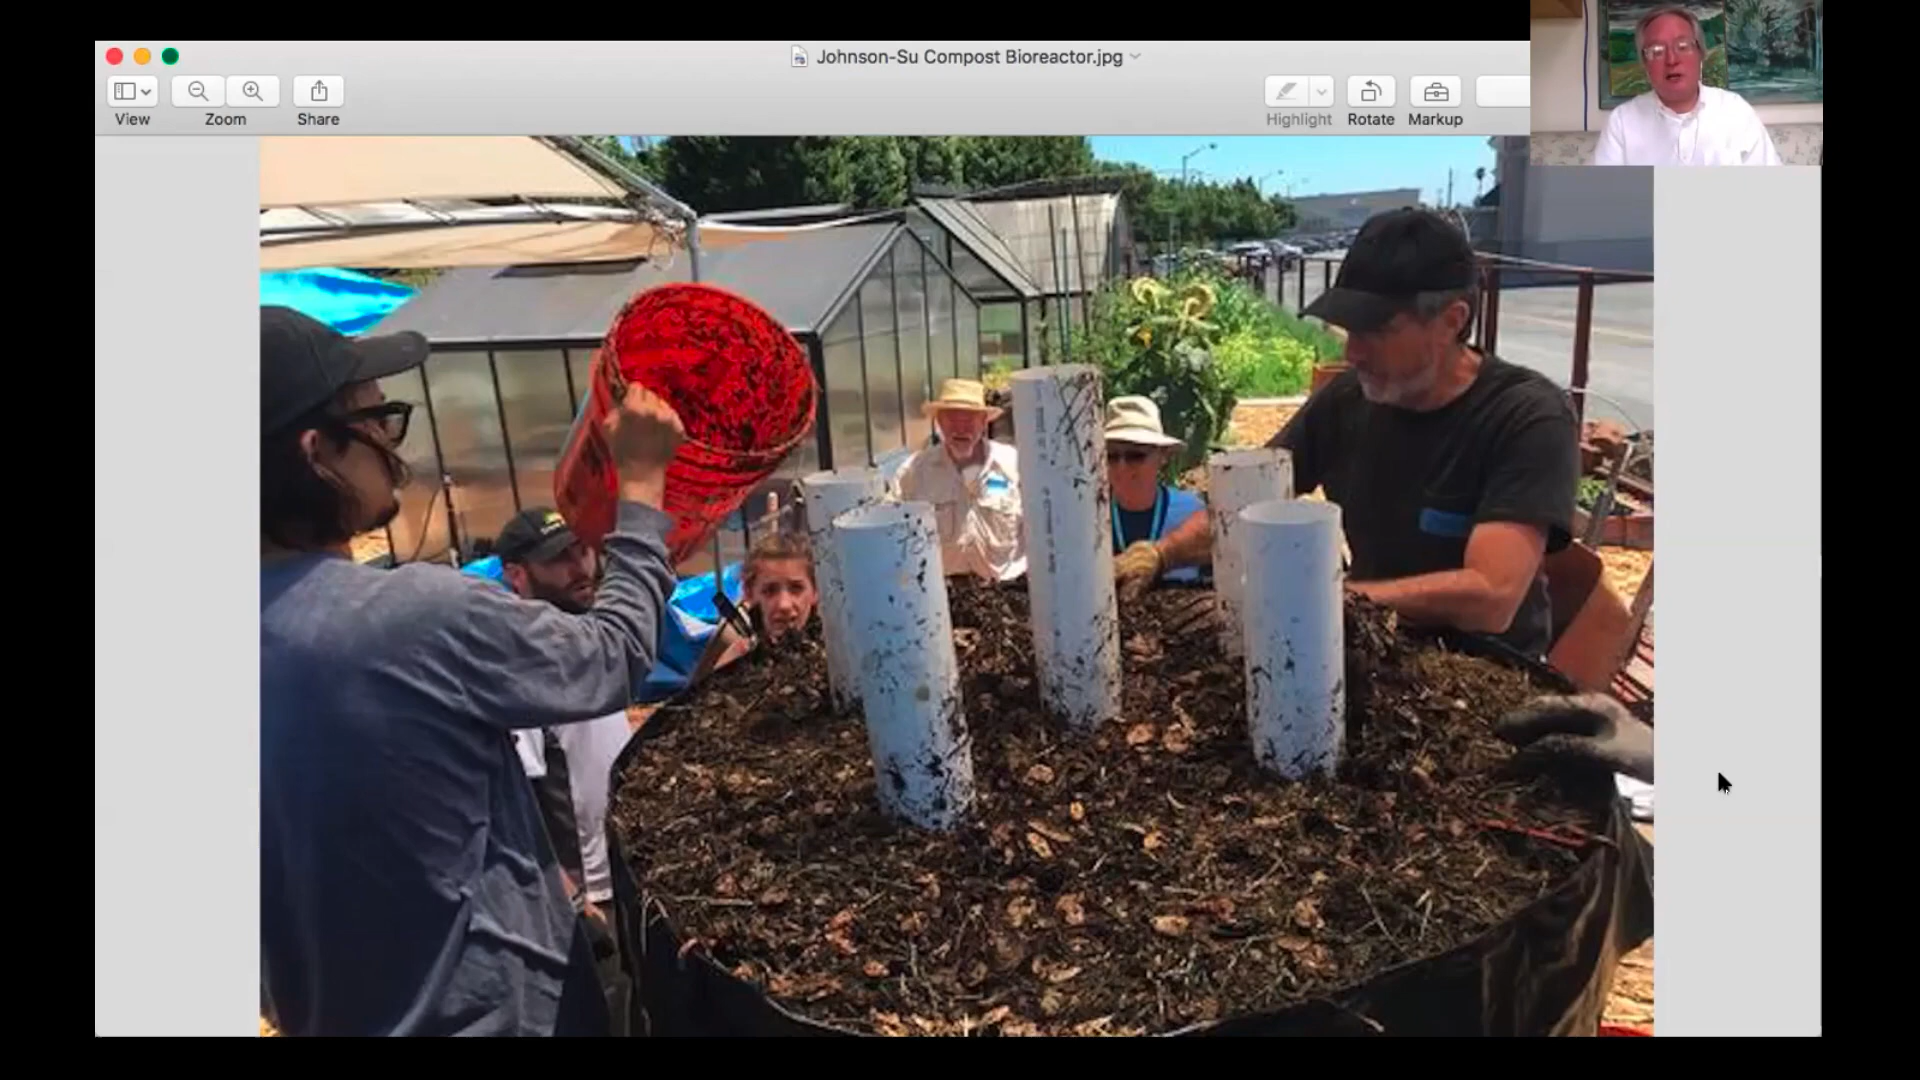 Johnson-Su Compost Bioreactor.jpg
View
Zoom
Share
Highlight
Rotate
Markup